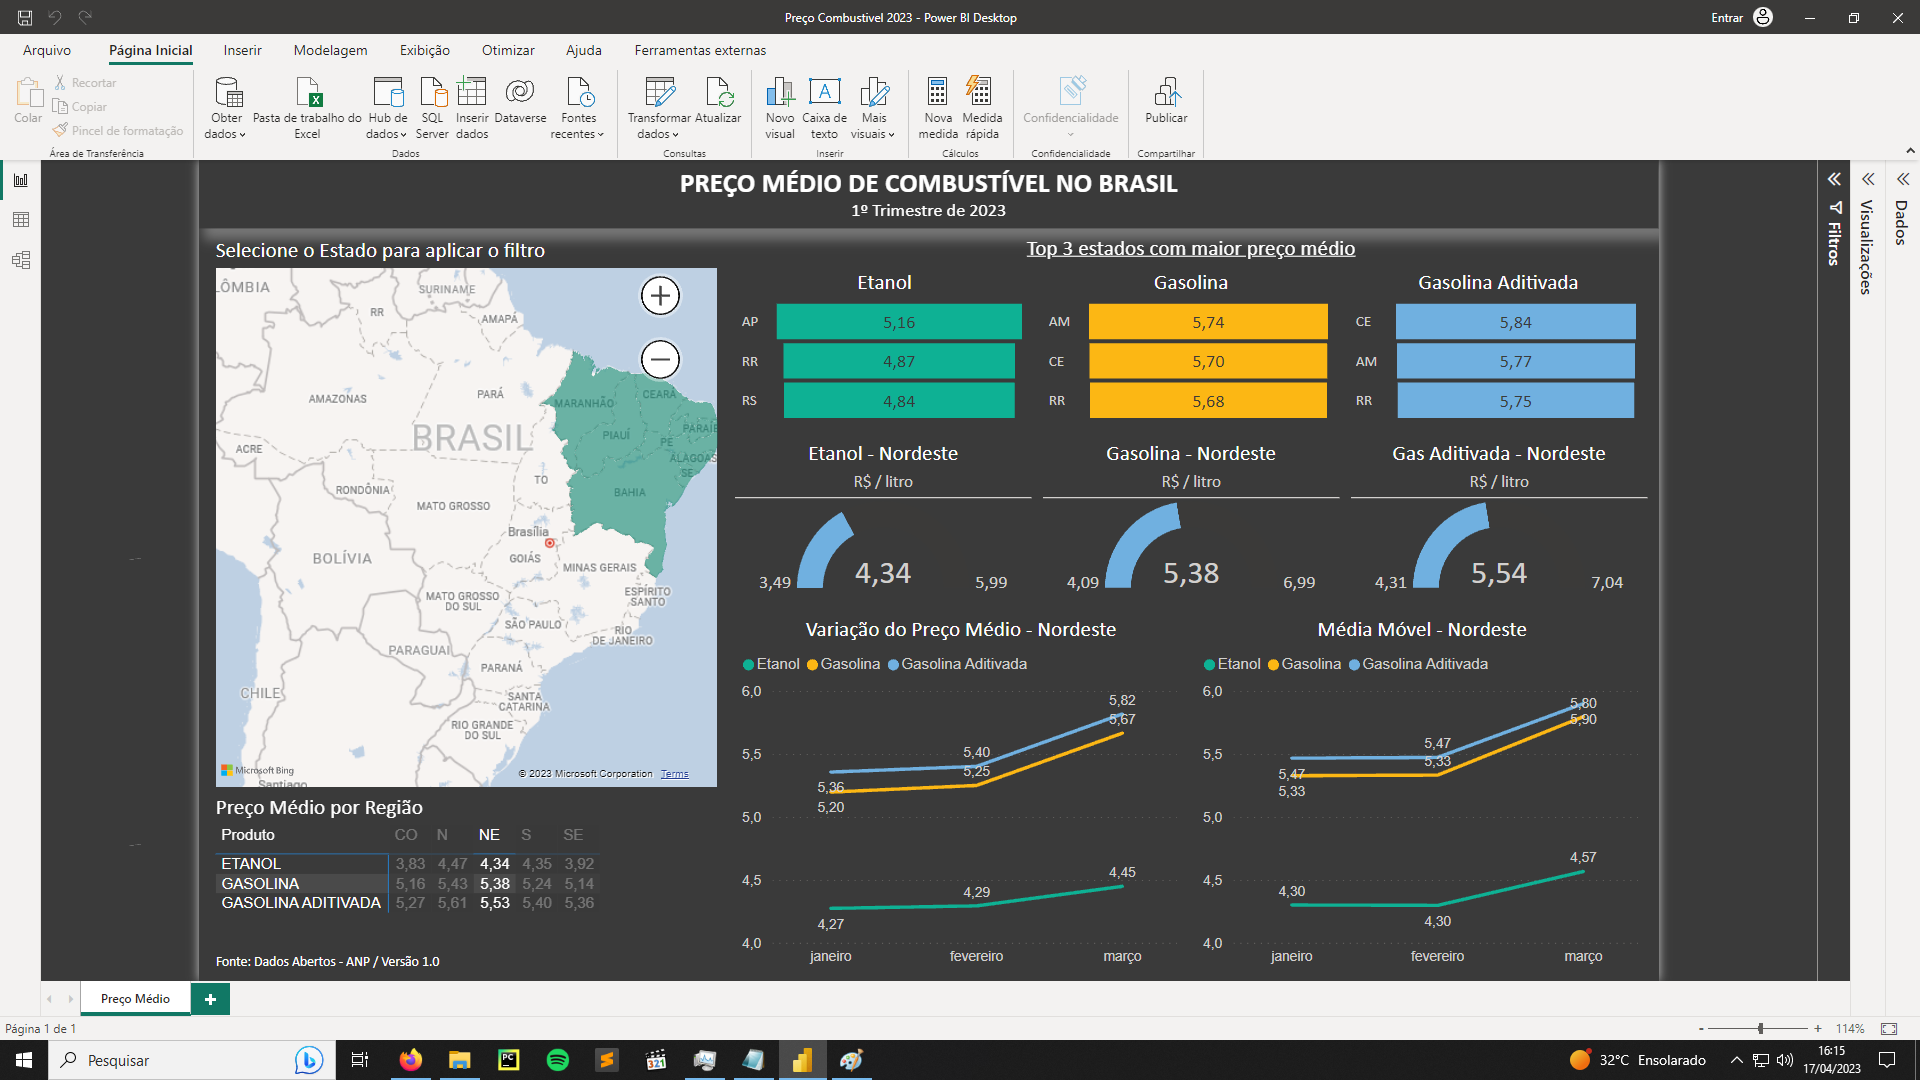 Preço Combustivel 2023 - Power BI Desktop
Entrar
Arquivo
Página Inicial
Inserir
Modelagem
Exibição
Otimizar
Ajuda
Ferramentas externas
Colar
Recortar
Copiar
Pincel de formatação
Área de Transferência
Obter dados
Pasta de trabalho do Excel
Hub de dados
SQL Server
Inserir dados
Dataverse
Fontes recentes
Dados
Transformar dados
Atualizar
Consultas
Novo visual
Caixa de texto
Mais visuais
Inserir
Nova medida
Medida rápida
Cálculos
Confidencialidade
Confidencialidade
Publicar
Compartilhar
PREÇO MÉDIO DE COMBUSTÍVEL NO BRASIL
1º Trimestre de 2023
Filtros
Visualizações
Dados
Selecione o Estado para aplicar o filtro
LÔMBIA
SURINAME
RR
AMAPÁ
AMAZONAS
PARÁ
MARANHÃO
CEARÁ
BRASIL
PIAUÍ
PARAÍB
PE
ACRE
ALAGOAS
SE
TO
RONDÔNIA
BAHIA
MATO GROSSO
Brasília
BOLÍVIA
GOIÁS
MINAS GERAIS
MATO GROSSO DO SUL
ESPÍRITO SANTO
SÃO PAULO
RIO DE JANEIRO
PARAGUAI
PARANÁ
CHILE
SANTA CATARINA
RIO GRANDE DO SUL
Microsoft Bing
Santiago
© 2023 Microsoft Corporation Terms
Top 3 estados com maior preço médio
Etanol
AP 5,16
RR 4,87
RS 4,84
Gasolina
AM 5,74
CE 5,70
RR 5,68
Gasolina Aditivada
CE 5,84
AM 5,77
RR 5,75
Etanol - Nordeste
R$ / litro
3,49 4,34 5,99
Gasolina - Nordeste
R$ / litro
4,09 5,38 6,99
Gas Aditivada - Nordeste
R$ / litro
4,31 5,54 7,04
Variação do Preço Médio - Nordeste
Etanol Gasolina Gasolina Aditivada
6,0
5,5
5,0
4,5
4,0
5,82
5,67
5,40
5,25
5,36
5,20
4,45
4,29
4,27
janeiro fevereiro março
Média Móvel - Nordeste
Etanol Gasolina Gasolina Aditivada
6,0
5,5
5,0
4,5
4,0
5,80
5,90
5,47
5,33
5,47
5,33
4,57
4,30
4,30
janeiro fevereiro março
Preço Médio por Região
Produto CO N NE S SE
ETANOL 3,83 4,47 4,34 4,35 3,92
GASOLINA 5,16 5,43 5,38 5,24 5,14
GASOLINA ADITIVADA 5,27 5,61 5,53 5,40 5,36
Fonte: Dados Abertos - ANP / Versão 1.0
Preço Médio
Página 1 de 1
114%
Pesquisar
PC
321
32°C Ensolarado
16:15
17/04/2023